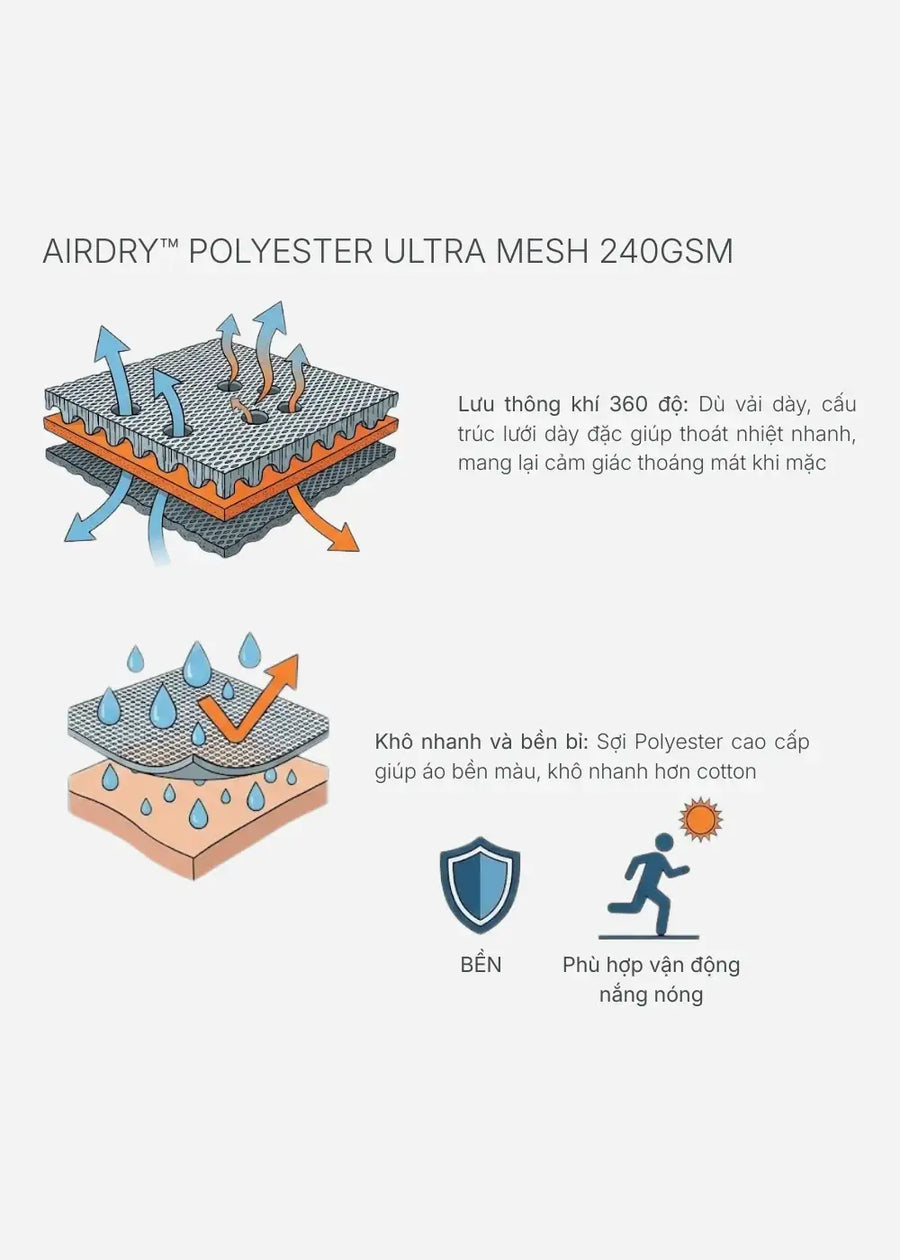 AIRDRY™ POLYESTER ULTRA MESH 240GSM
Lưu thông khí 360 độ: Dù vải dày, cấu
trúc lưới dày đặc giúp thoát nhiệt nhanh,
mang lại cảm giác thoáng mát khi mặc
Khô nhanh và bền bỉ: Sợi Polyester cao cấp
giúp áo bền màu, khô nhanh hơn cotton
BỀN
Phù hợp vận động
nắng nóng